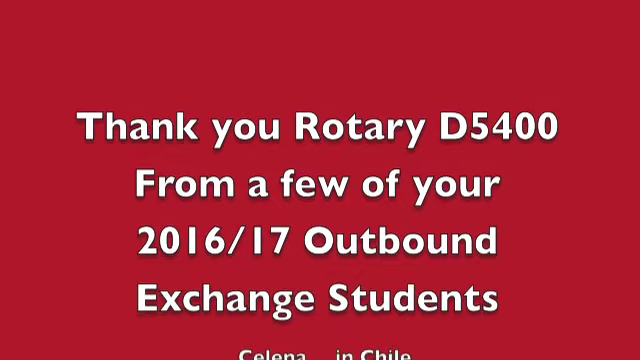 Thank you Rotary D5400
From a few of your
2016/17 Outbound
Exchange Students
Celena in Chile